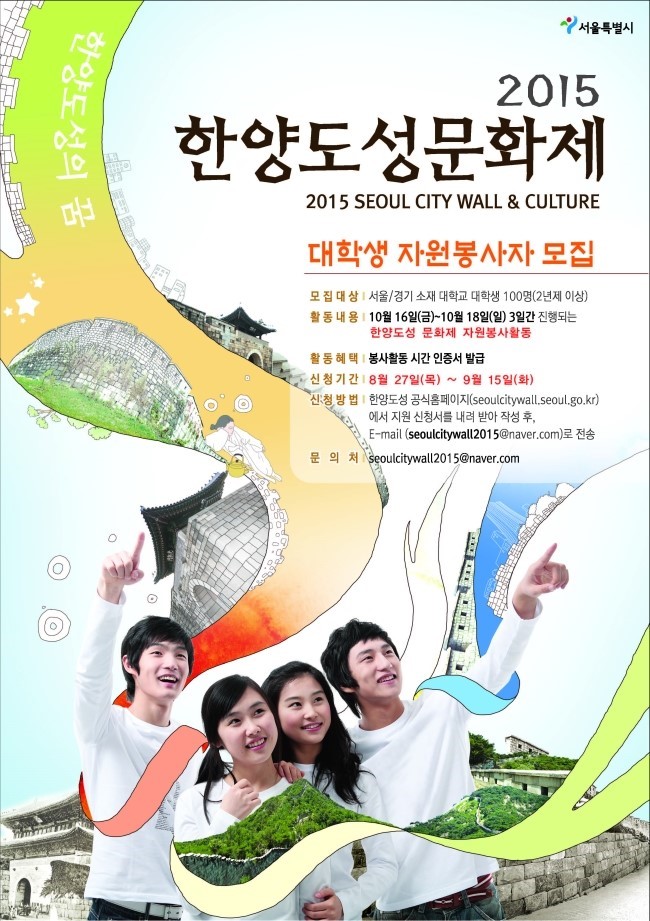 서울특별시
한양도성의 꿈
2015
한양도성문화제
2015 SEOUL CITY WALL & CULTURE
대학생 자원봉사자 모집
모집대상 | 서울/경기 소재 대학교 대학생 100명(2년제 이상)
활동내용 | 10월 16일(금)~10월 18일(일) 3일간 진행되는
한양도성 문화제 자원봉사활동
활동혜택 | 봉사활동 시간 인증서 발급
신청기간 | 8월 27일(목) ~ 9월 15일(화)
신청방법 | 한양도성 공식홈페이지(seoulcitywall.seoul.go.kr)
에서 지원 신청서를 내려 받아 작성 후,
E-mail (seoulcitywall2015@naver.com)로 전송
문의처 | seoulcitywall2015@naver.com